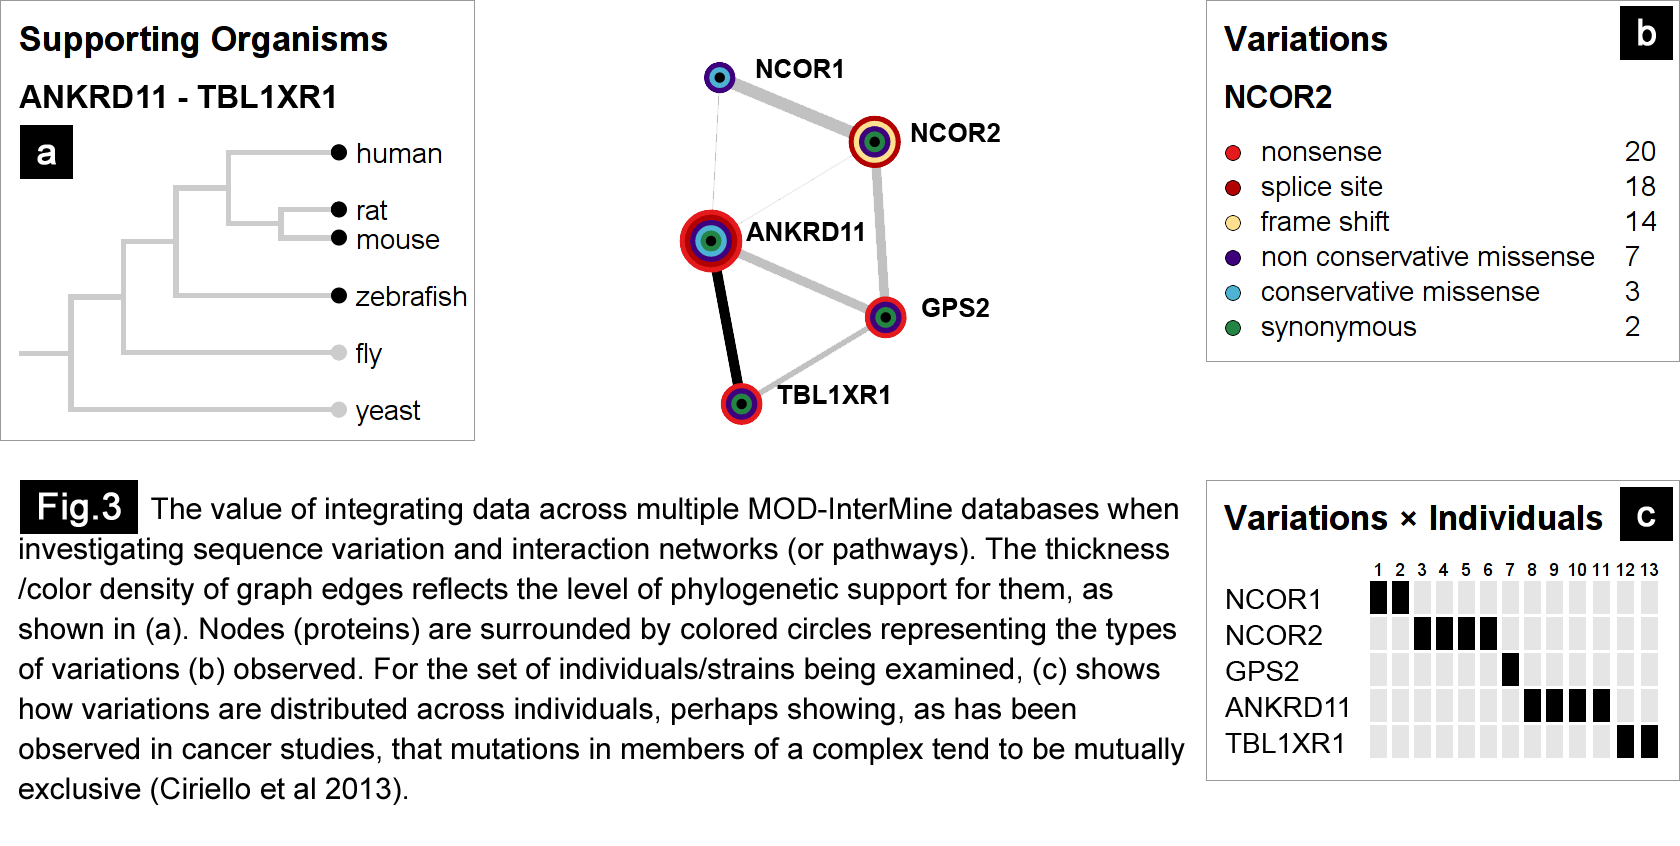 Supporting Organisms
ANKRD11 - TBL1XR1
a
human
rat
mouse
zebrafish
fly
yeast
NCOR1
NCOR2
ANKRD11
GPS2
TBL1XR1
Variations
b
NCOR2
nonsense 20
splice site 18
frame shift 14
non conservative missense 7
conservative missense 3
synonymous 2
Fig.3 The value of integrating data across multiple MOD-InterMine databases when
investigating sequence variation and interaction networks (or pathways). The thickness
/color density of graph edges reflects the level of phylogenetic support for them, as
shown in (a). Nodes (proteins) are surrounded by colored circles representing the types
of variations (b) observed. For the set of individuals/strains being examined, (c) shows
how variations are distributed across individuals, perhaps showing, as has been
observed in cancer studies, that mutations in members of a complex tend to be mutually
exclusive (Ciriello et al 2013).
Variations × Individuals
c
1 2 3 4 5 6 7 8 9 10 11 12 13
NCOR1
NCOR2
GPS2
ANKRD11
TBL1XR1